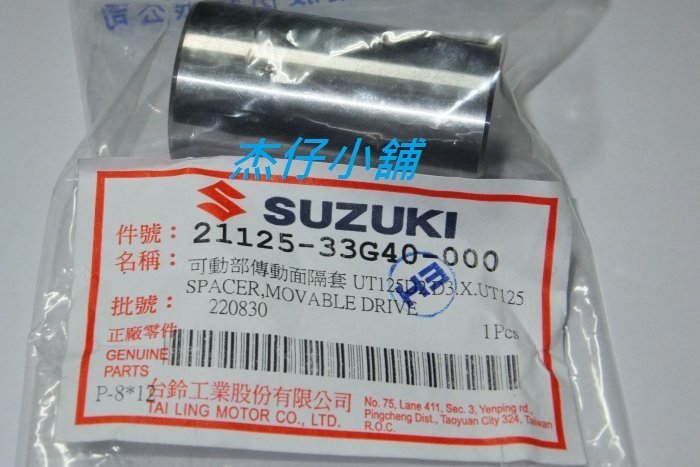 杰仔小舖
SUZUKI
件號： 21125-33G40-000
名稱： 可動部傳動面隔套 UT125D2.D3.X.UT125
SPACER,MOVABLE DRIVE
批號： 220830
1Pcs
正廠零件
GENUINE
PARTS
P-8*12
台鈴工業股份有限公司
TAI LING MOTOR CO., LTD.
No. 75, Lane 411, Sec. 3, Yenping rd.,
Pingcheng Dist., Taoyuan City 324, Taiwan
R.O.C.